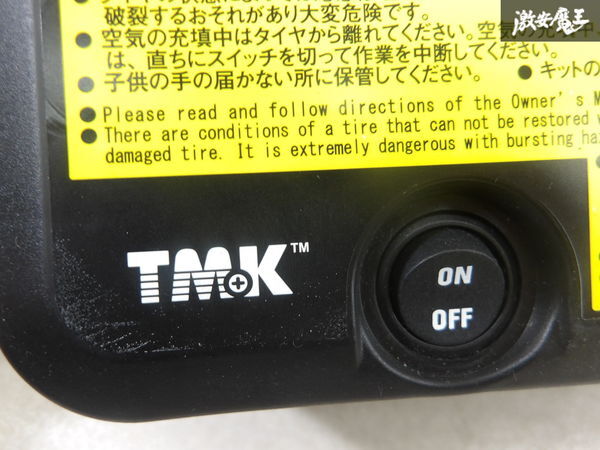 激安魔王
破裂するおそれがあり大変危険です。
●空気の充填中はタイヤから離れてください。空気の充填中
は、直ちにスイッチを切って作業を中断してください。
●子供の手の届かない所に保管してください。 ●キットの
●Please read and follow directions of the Owner's M
●There are conditions of a tire that can not be restored
damaged tire. It is extremely dangerous with bursting ha
TMK™
ON
OFF